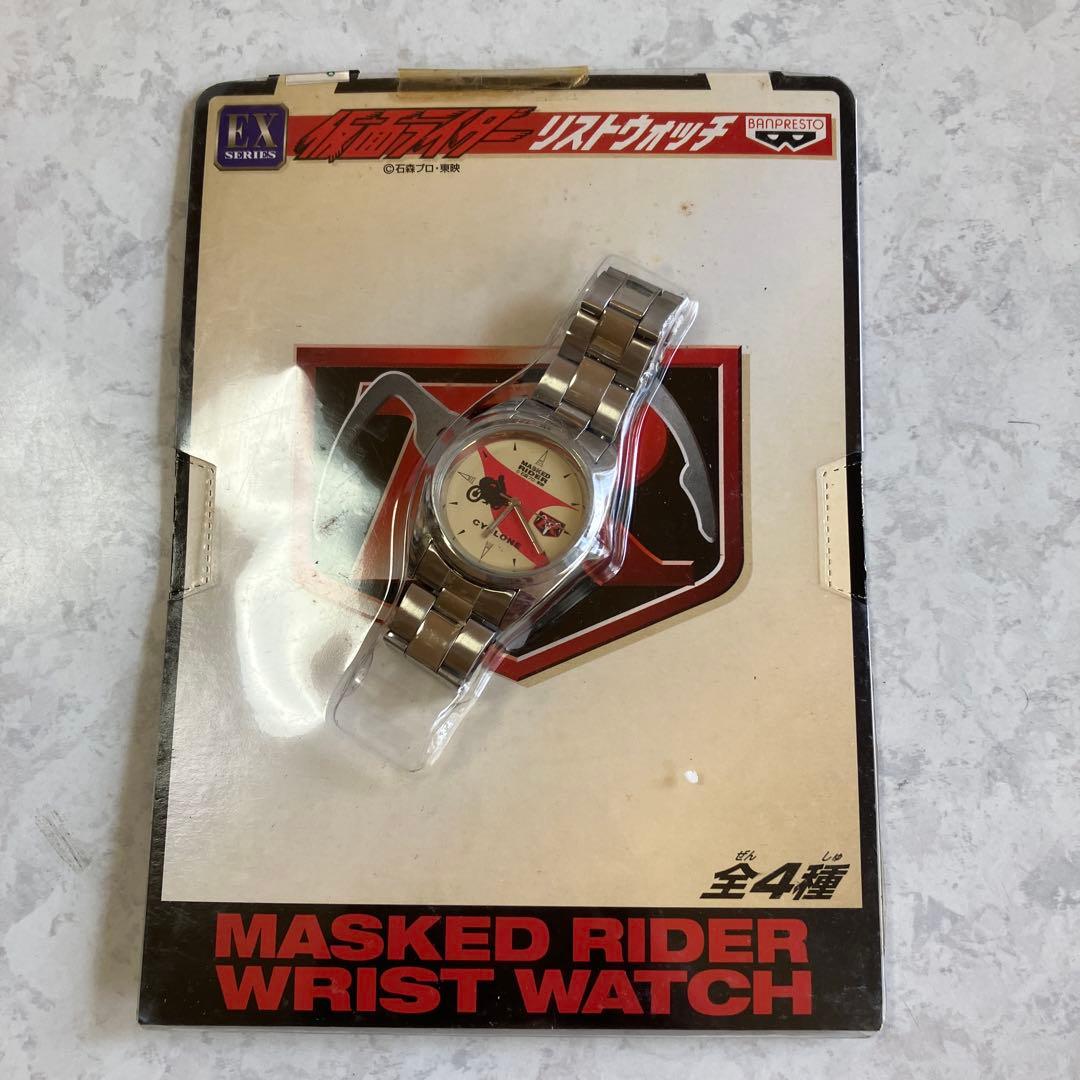 EX
SERIES
仮面ライダー リストウォッチ
BANPRESTO
©石森プロ・東映
MASKED
RIDER
CYCLONE
ぜん しゅ
全4種
MASKED RIDER
WRIST WATCH